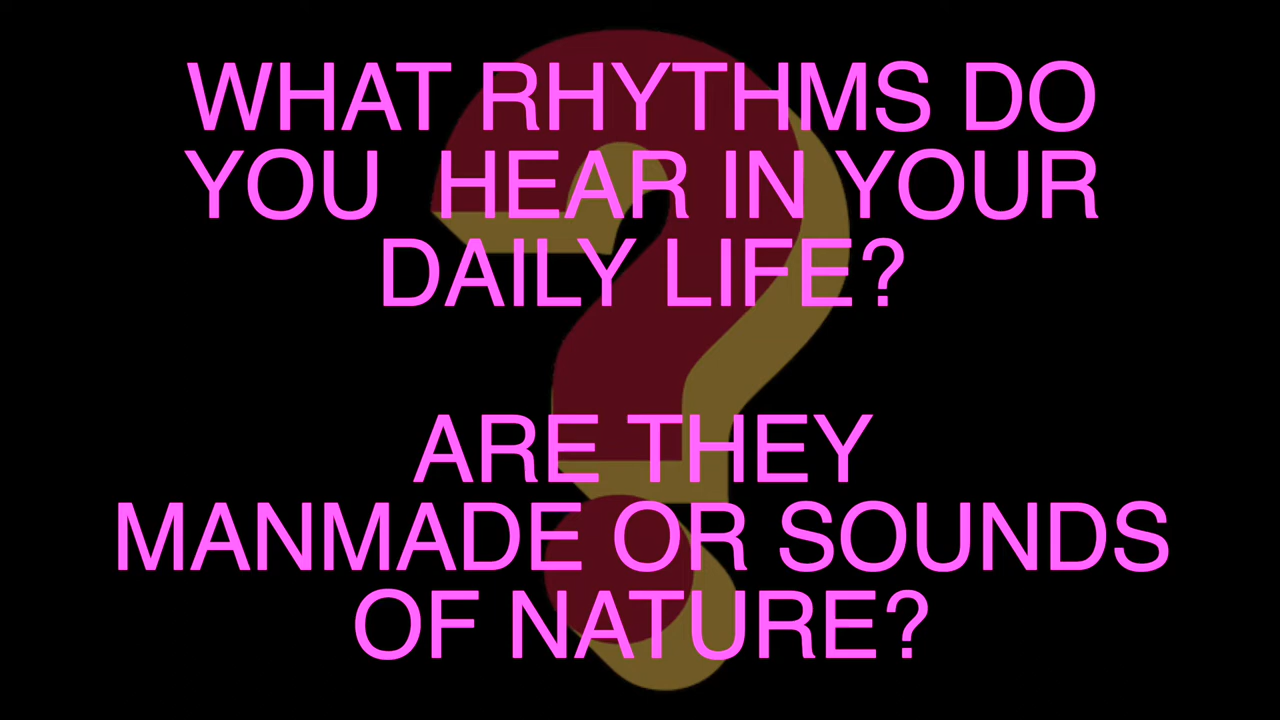 WHAT RHYTHMS DO
YOU  HEAR IN YOUR
DAILY LIFE?
ARE THEY
MANMADE OR SOUNDS
OF NATURE?